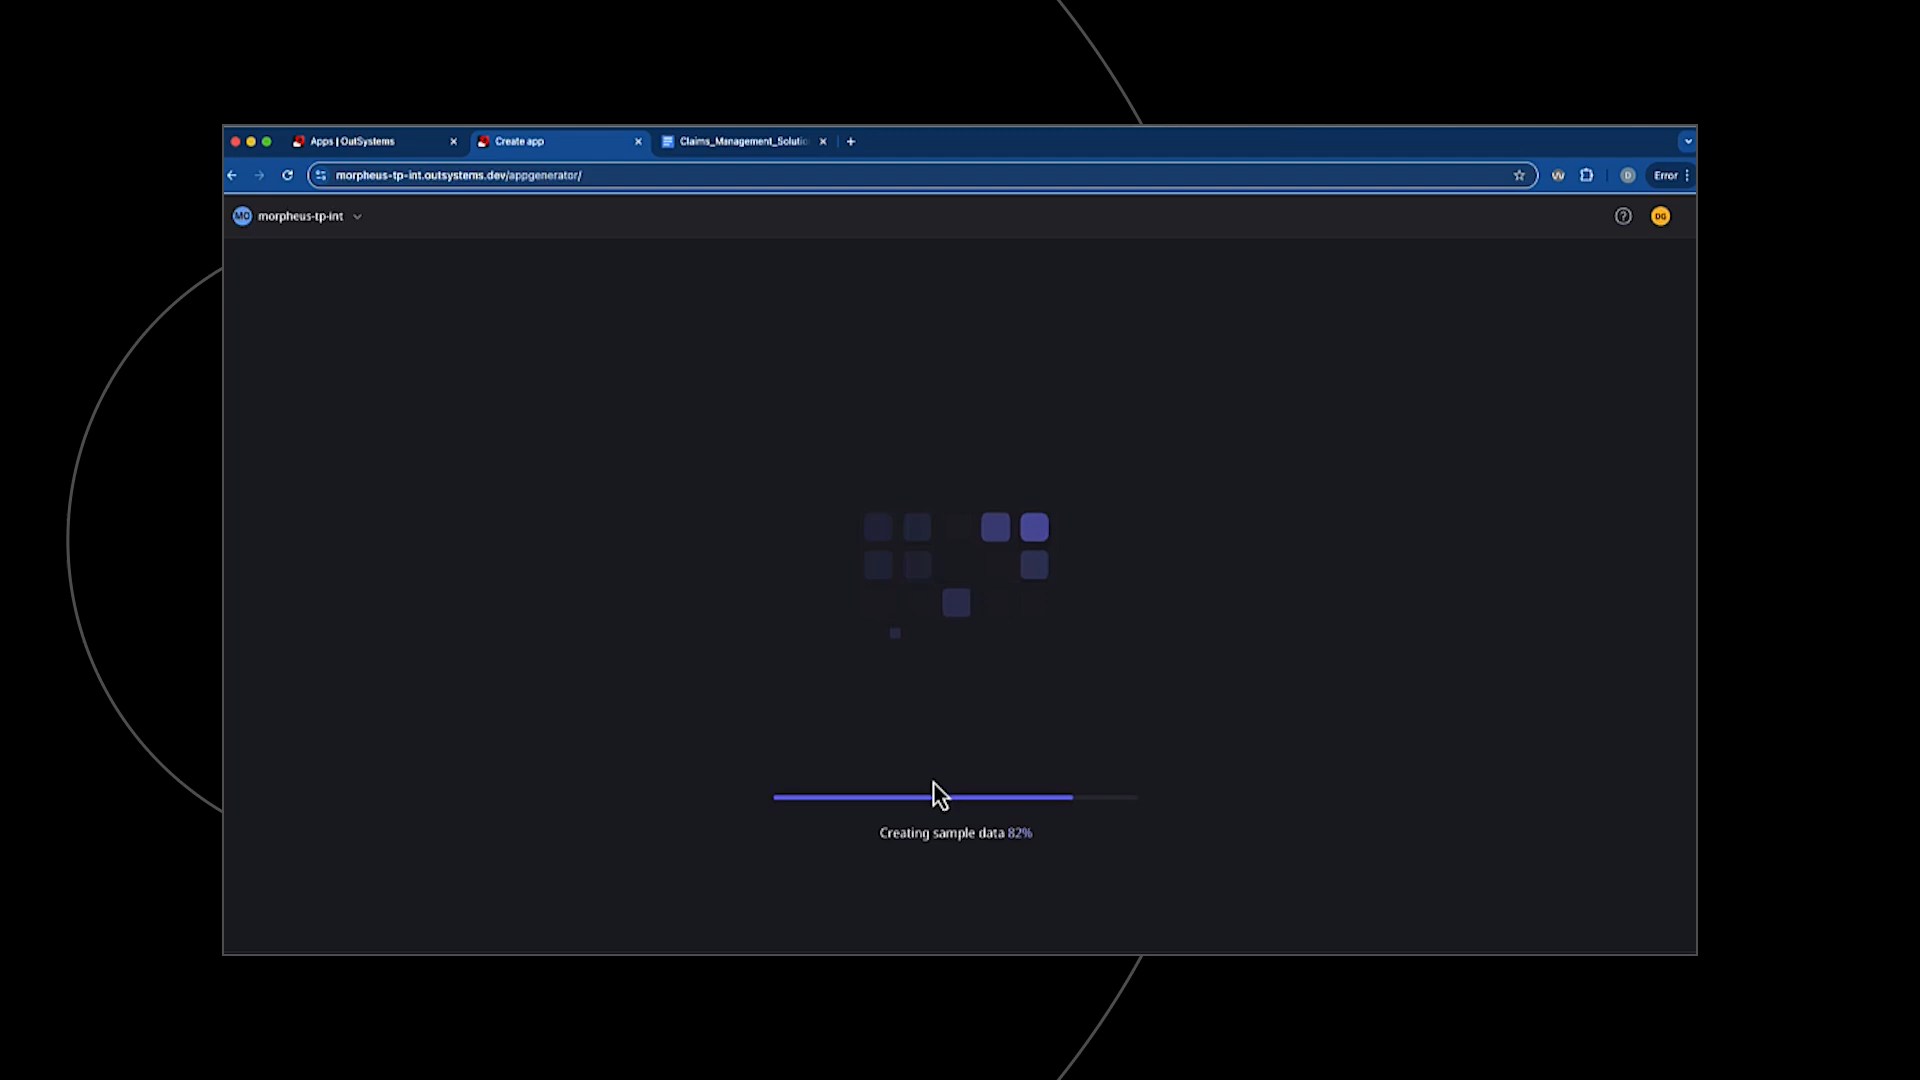 Apps | OutSystems
Create app
Claims_Management_Solutio
morpheus-tp-int.outsystems.dev/appgenerator/
D
Error
MO
morpheus-tp-int
DG
Creating sample data 82%